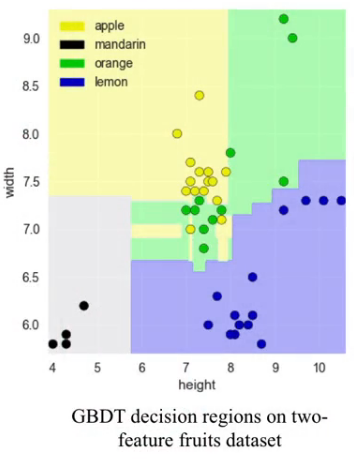 apple
mandarin
orange
lemon
9.0
8.5
8.0
7.5
7.0
6.5
6.0
width
4 5 6 7 8 9 10
height
GBDT decision regions on two-
feature fruits dataset